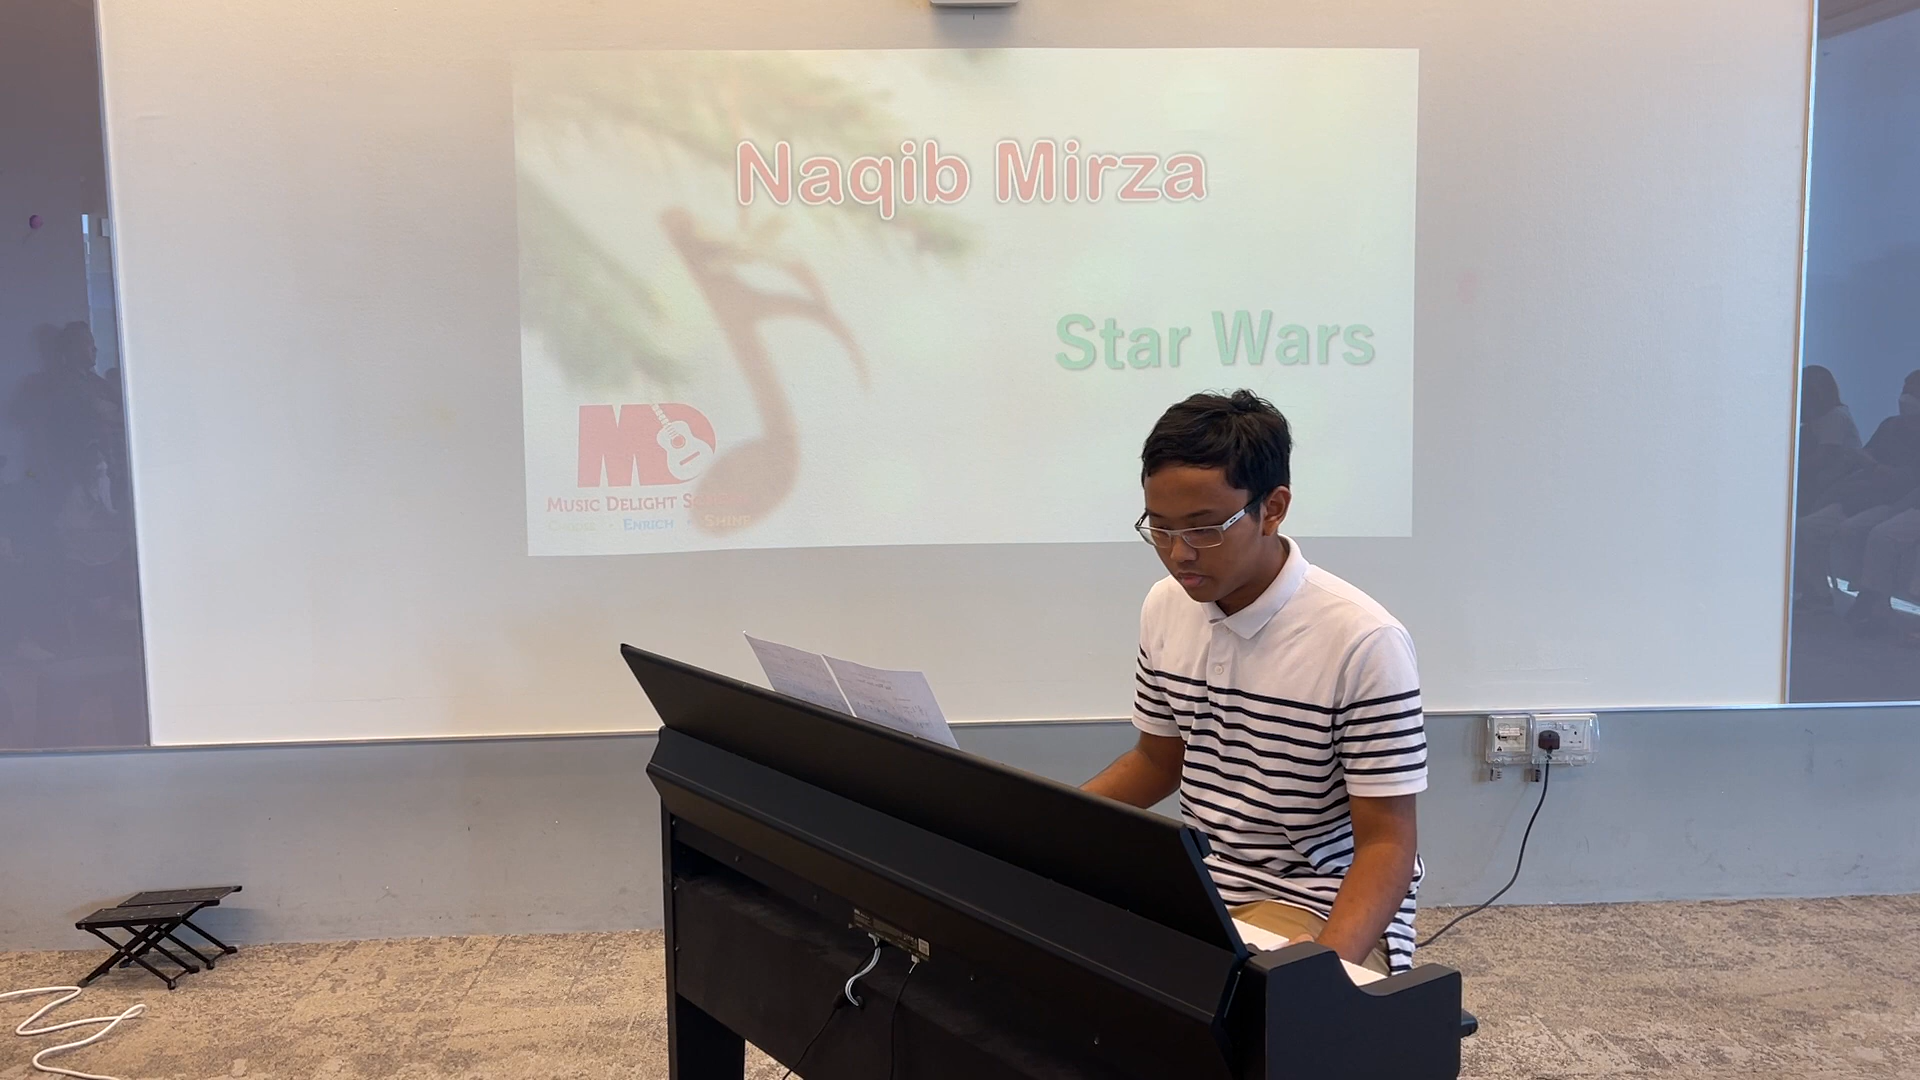 Naqib Mirza
Star Wars
MD
MUSIC DELIGHT
ENRICH • SHINE